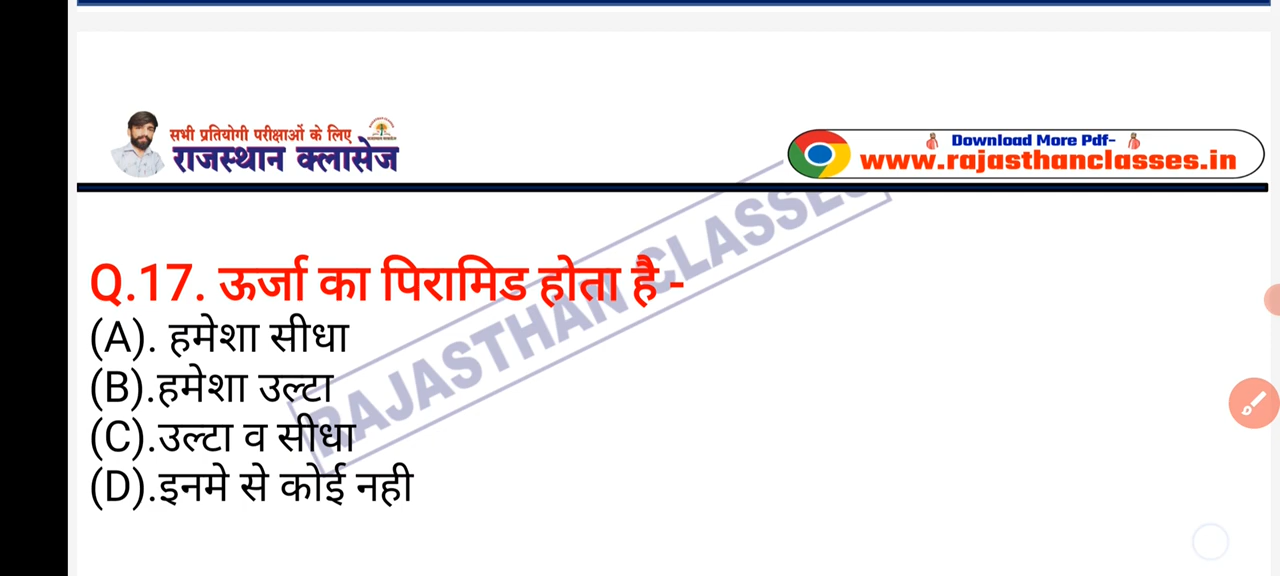 सभी प्रतियोगी परीक्षाओं के लिए
राजस्थान क्लासेज
Download More Pdf-
www.rajasthanclasses.in
RAJASTHAN CLASSES
Q.17. ऊर्जा का पिरामिड होता है -
(A). हमेशा सीधा
(B).हमेशा उल्टा
(C).उल्टा व सीधा
(D).इनमे से कोई नही